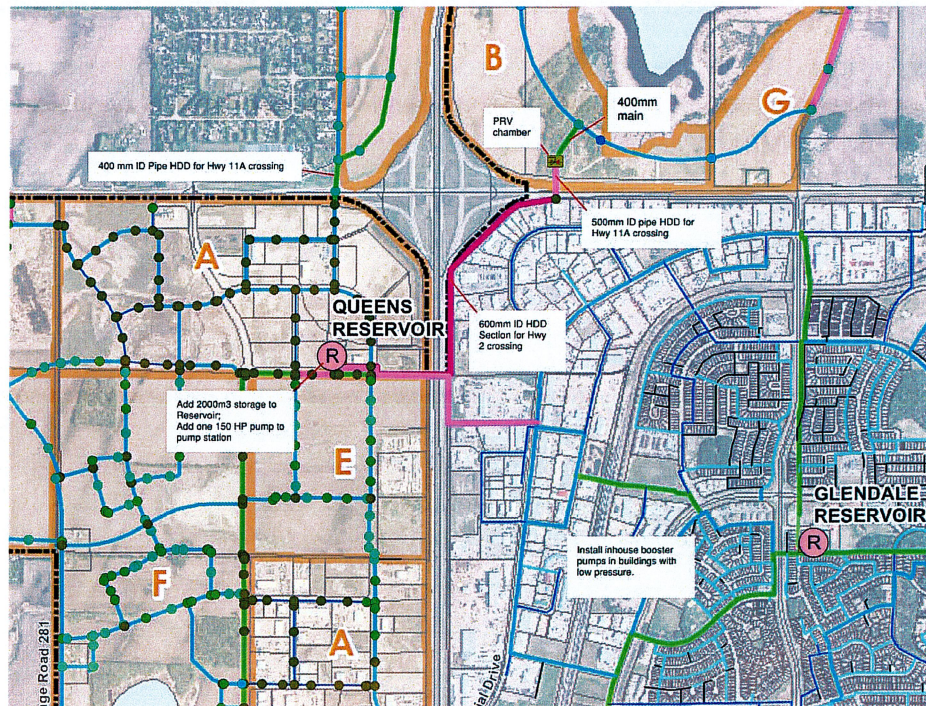 B
G
400mm
main
PRV
chamber
400 mm ID Pipe HDD for Hwy 11A crossing
500mm ID pipe HDD for
Hwy 11A crossing
A
QUEENS
RESERVOIR
R
600mm ID HDD
Section for Hwy
2 crossing
Add 2000m3 storage to
Reservoir;
Add one 150 HP pump to
pump station
E
GLENDALE
RESERVOIR
R
Install inhouse booster
pumps in buildings with
low pressure.
F
A
ge Road 281
ial Drive